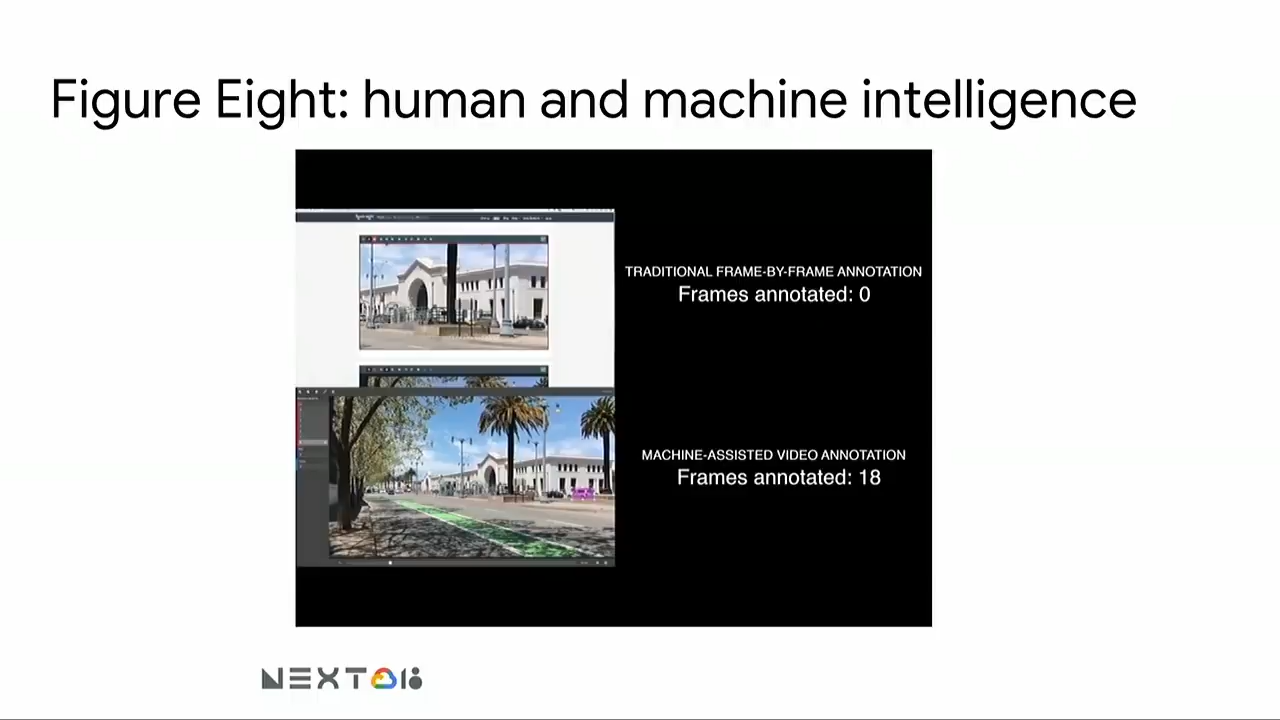 Figure Eight: human and machine intelligence
TRADITIONAL FRAME-BY-FRAME ANNOTATION
Frames annotated: 0
MACHINE-ASSISTED VIDEO ANNOTATION
Frames annotated: 18
NEXT 18